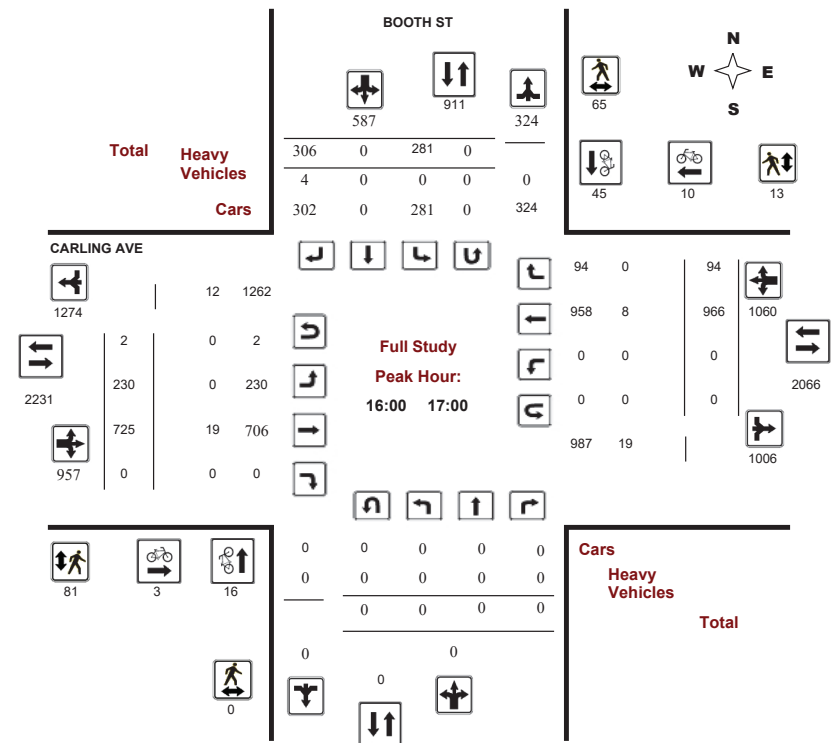 BOOTH ST
N
W E
S
587 911 324 65
Total Heavy
Vehicles
Cars
306 0 281 0
4 0 0 0 0
302 0 281 0 324
45 10 13
CARLING AVE
1274
12 1262
2 0 2
2231
230 0 230
725 19 706
957
0 0 0
Full Study
Peak Hour:
16:00 17:00
94 0 94
958 8 966
1060
0 0 0
2066
0 0 0
987 19
1006
81 3 16
0
0 0 0 0 0
0 0 0 0 0
0 0 0 0
0 0
0
Cars
Heavy
Vehicles
Total